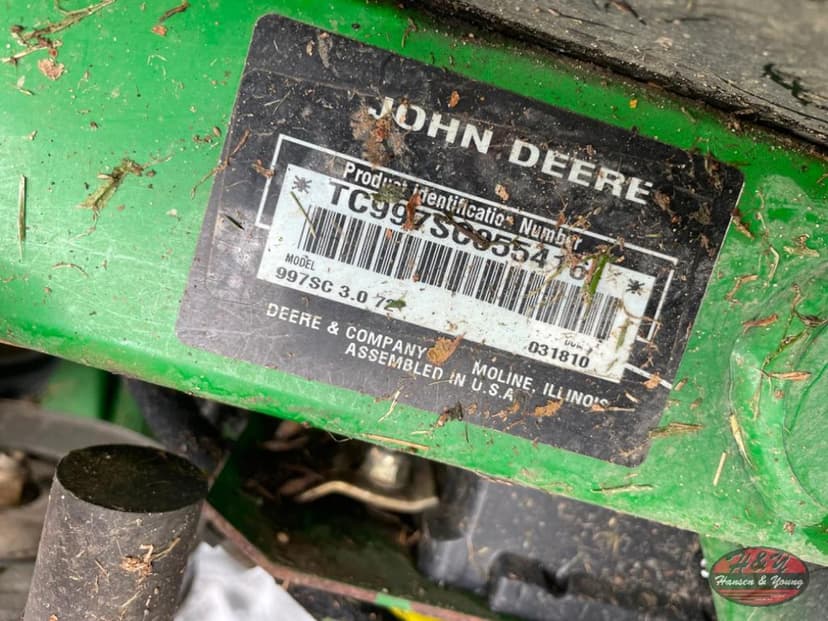 JOHN DEERE
Product Identification Number
MODEL
997SC 3.0 72
031810
DEERE & COMPANY MOLINE, ILLINOIS
ASSEMBLED IN U.S.A.
H & Y
Hansen & Young